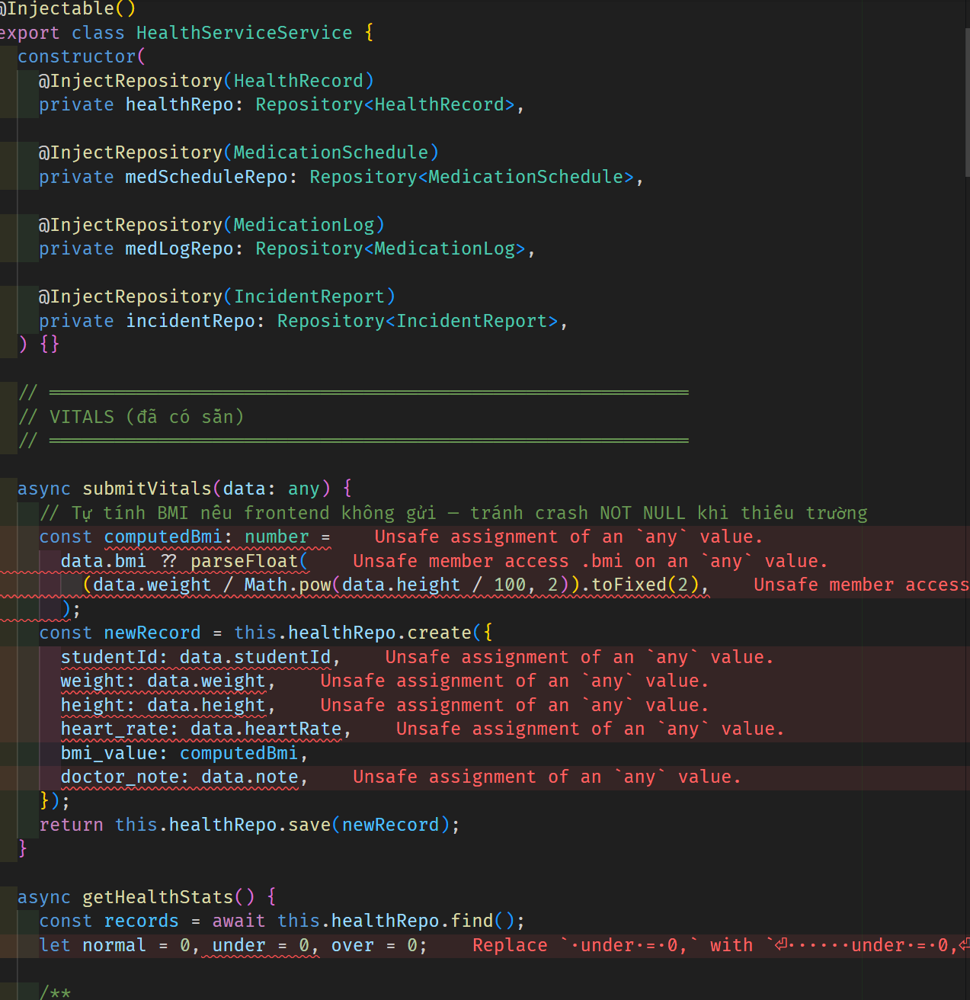 @Injectable()
export class HealthServiceService {
constructor(
@InjectRepository(HealthRecord)
private healthRepo: Repository<HealthRecord>,
@InjectRepository(MedicationSchedule)
private medScheduleRepo: Repository<MedicationSchedule>,
@InjectRepository(MedicationLog)
private medLogRepo: Repository<MedicationLog>,
@InjectRepository(IncidentReport)
private incidentRepo: Repository<IncidentReport>,
) {}
// ═══════════════════════════════════════════════════════════
// VITALS (đã có sẵn)
// ═══════════════════════════════════════════════════════════
async submitVitals(data: any) {
// Tự tính BMI nếu frontend không gửi — tránh crash NOT NULL khi thiếu trường
const computedBmi: number = Unsafe assignment of an `any` value.
data.bmi ?? parseFloat( Unsafe member access .bmi on an `any` value.
(data.weight / Math.pow(data.height / 100, 2)).toFixed(2), Unsafe member access
);
const newRecord = this.healthRepo.create({
studentId: data.studentId, Unsafe assignment of an `any` value.
weight: data.weight, Unsafe assignment of an `any` value.
height: data.height, Unsafe assignment of an `any` value.
heart_rate: data.heartRate, Unsafe assignment of an `any` value.
bmi_value: computedBmi,
doctor_note: data.note, Unsafe assignment of an `any` value.
});
return this.healthRepo.save(newRecord);
}
async getHealthStats() {
const records = await this.healthRepo.find();
let normal = 0, under = 0, over = 0; Replace `·under·=·0,` with `⏎······under·=·0,⏎
/**